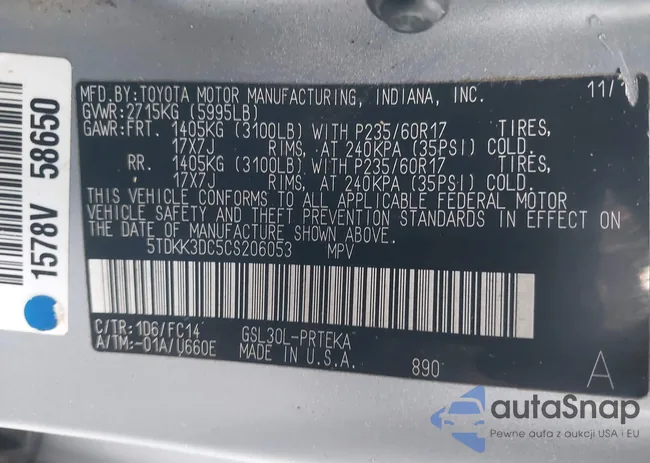 MFD. BY TOYOTA MOTOR MANUFACTURING, INDIANA, INC. 11/1
GVWR:2715KG (5995LB)
GAWR:FRT. 1405KG (3100LB) WITH P235/60R17 TIRES,
17X7J RIMS, AT 240KPA (35PSI) COLD.
RR. 1405KG (3100LB) WITH P235/60R17 TIRES,
17X7J RIMS, AT 240KPA (35PSI) COLD.
THIS VEHICLE CONFORMS TO ALL APPLICABLE FEDERAL MOTOR
VEHICLE SAFETY AND THEFT PREVENTION STANDARDS IN EFFECT ON
THE DATE OF MANUFACTURE SHOWN ABOVE.
5TDKK3DC5CS206053 MPV
C/TR:1D6/FC14 GSL30L-PRTEKA
A/TM:-01A/U660E MADE IN U.S.A. 890 A
1578V 58650
autaSnap
Pewne auta z aukcji USA i EU